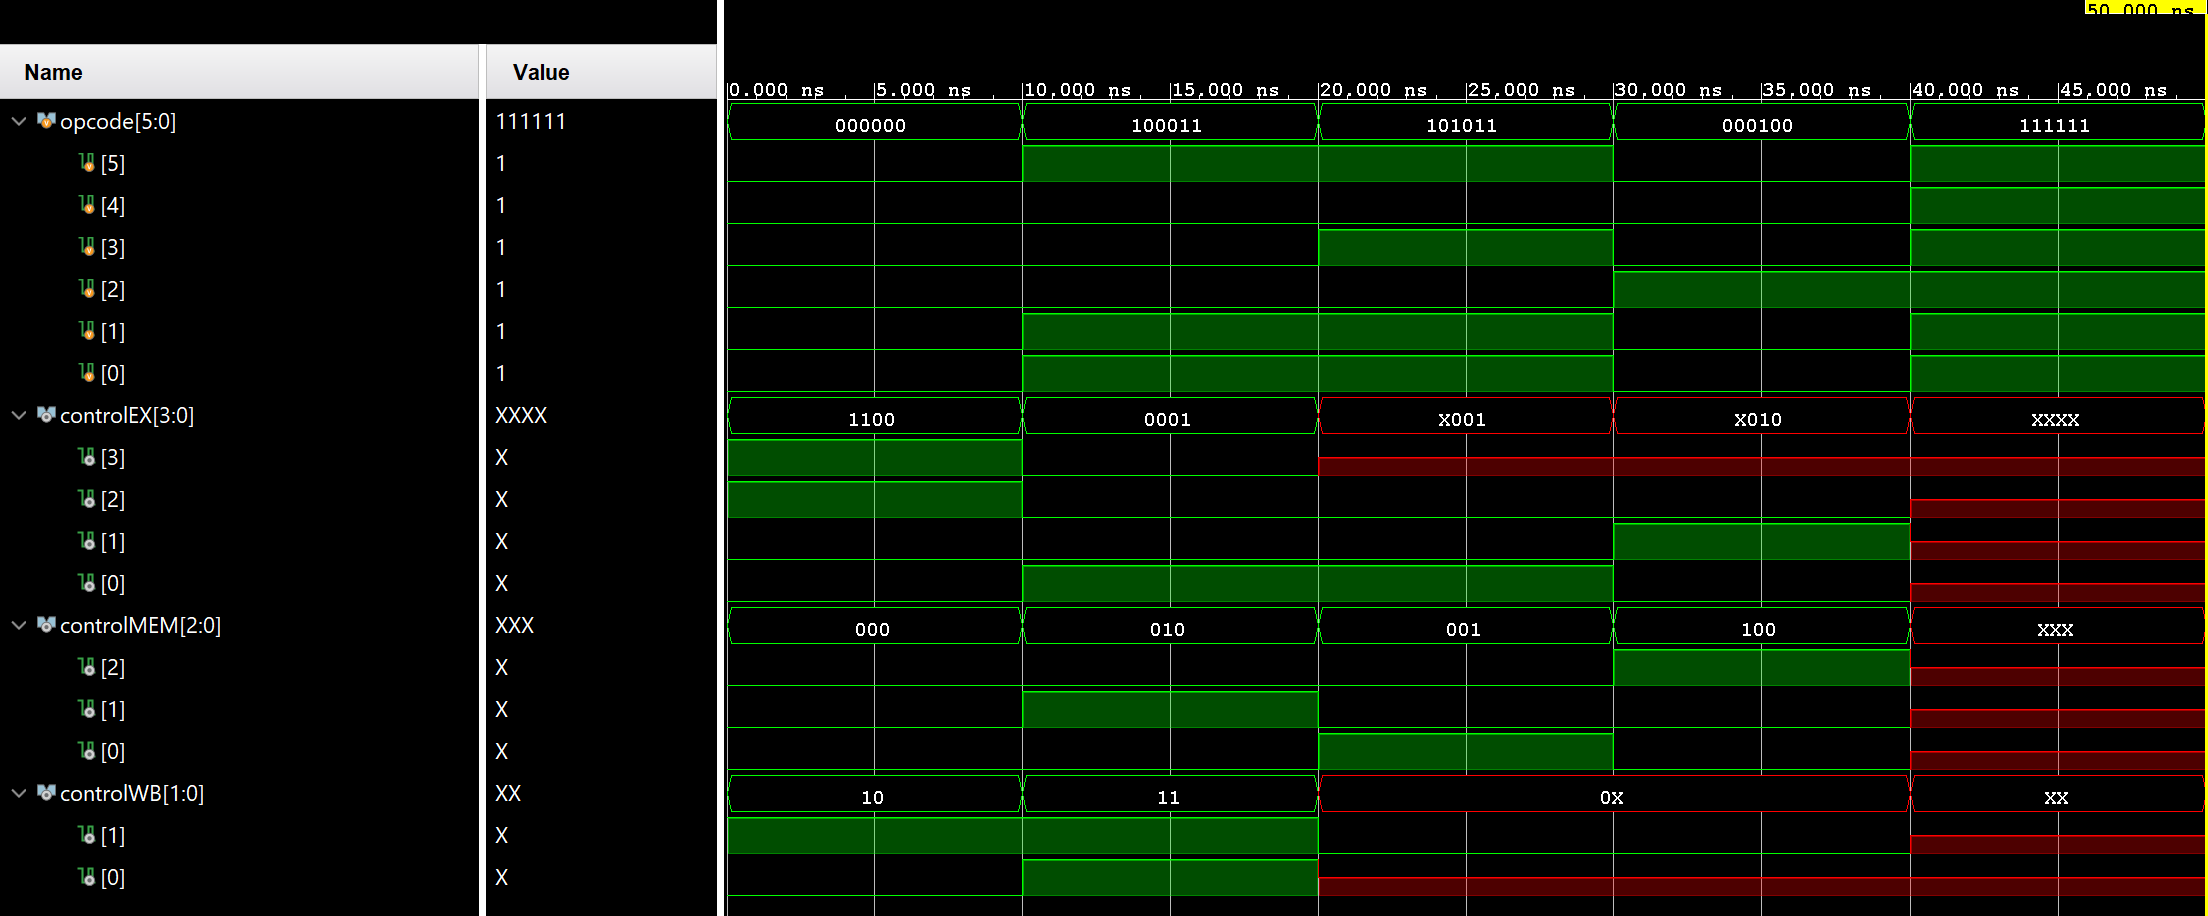 50.000 ns
Name Value
0.000 ns 5.000 ns 10.000 ns 15.000 ns 20.000 ns 25.000 ns 30.000 ns 35.000 ns 40.000 ns 45.000 ns
opcode[5:0] 111111 000000 100011 101011 000100 111111
[5] 1
[4] 1
[3] 1
[2] 1
[1] 1
[0] 1
controlEX[3:0] XXXX 1100 0001 X001 X010 XXXX
[3] X
[2] X
[1] X
[0] X
controlMEM[2:0] XXX 000 010 001 100 XXX
[2] X
[1] X
[0] X
controlWB[1:0] XX 10 11 0X XX
[1] X
[0] X